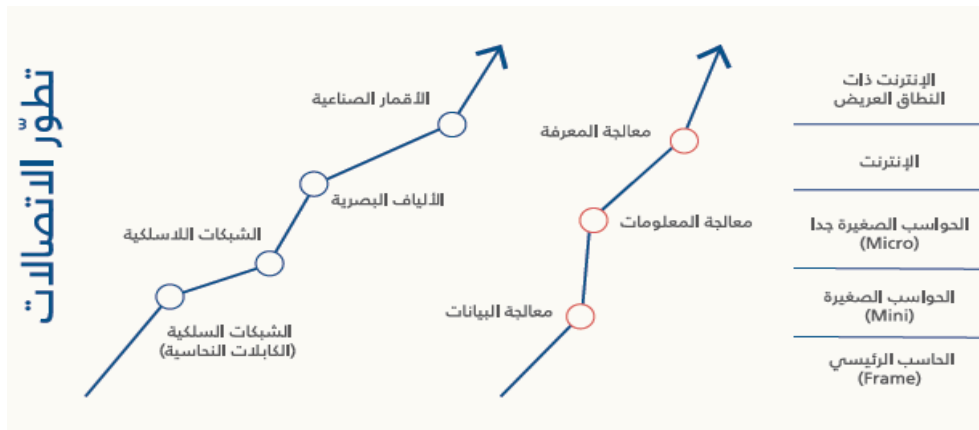 تطوّر الاتصالات
الأقمار الصناعية
الألياف البصرية
الشبكات اللاسلكية
الشبكات السلكية
(الكابلات النحاسية)
معالجة المعرفة
معالجة المعلومات
معالجة البيانات
الإنترنت ذات
النطاق العريض
الإنترنت
الحواسب الصغيرة جدا
(Micro)
الحواسب الصغيرة
(Mini)
الحاسب الرئيسي
(Frame)